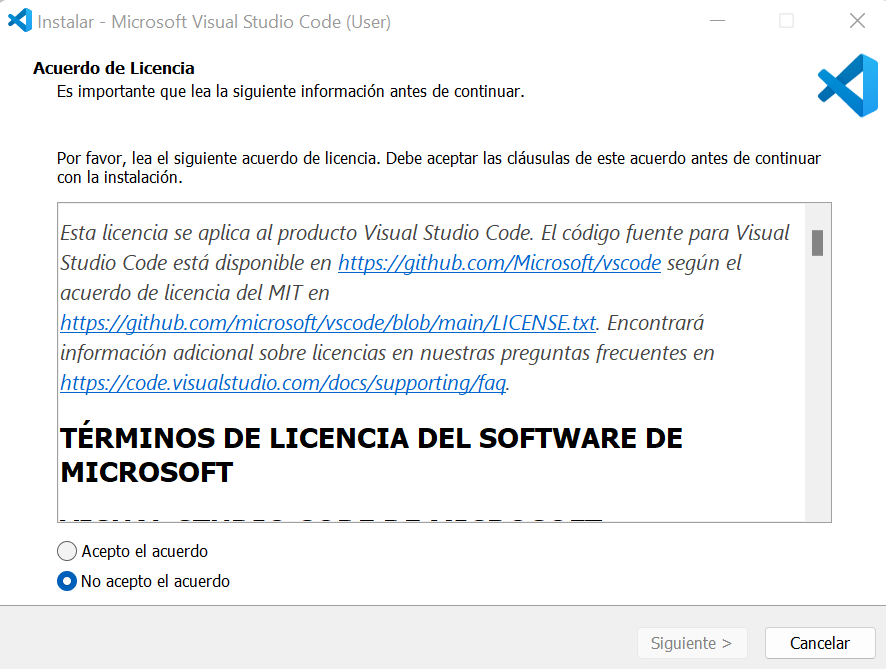 Instalar - Microsoft Visual Studio Code (User)
Acuerdo de Licencia
Es importante que lea la siguiente información antes de continuar.
Por favor, lea el siguiente acuerdo de licencia. Debe aceptar las cláusulas de este acuerdo antes de continuar
con la instalación.
Esta licencia se aplica al producto Visual Studio Code. El código fuente para Visual
Studio Code está disponible en https://github.com/Microsoft/vscode según el
acuerdo de licencia del MIT en
https://github.com/microsoft/vscode/blob/main/LICENSE.txt. Encontrará
información adicional sobre licencias en nuestras preguntas frecuentes en
https://code.visualstudio.com/docs/supporting/faq.
TÉRMINOS DE LICENCIA DEL SOFTWARE DE
MICROSOFT
Acepto el acuerdo
No acepto el acuerdo
Siguiente >
Cancelar